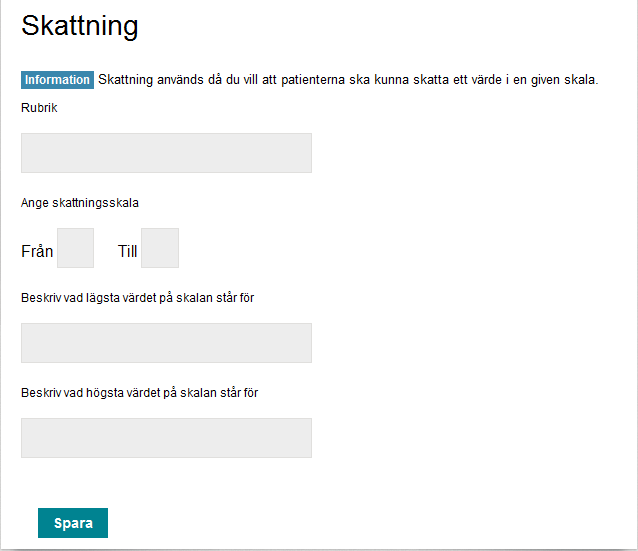 Skattning
Information Skattning används då du vill att patienterna ska kunna skatta ett värde i en given skala.
Rubrik
Ange skattningsskala
Från Till
Beskriv vad lägsta värdet på skalan står för
Beskriv vad högsta värdet på skalan står för
Spara